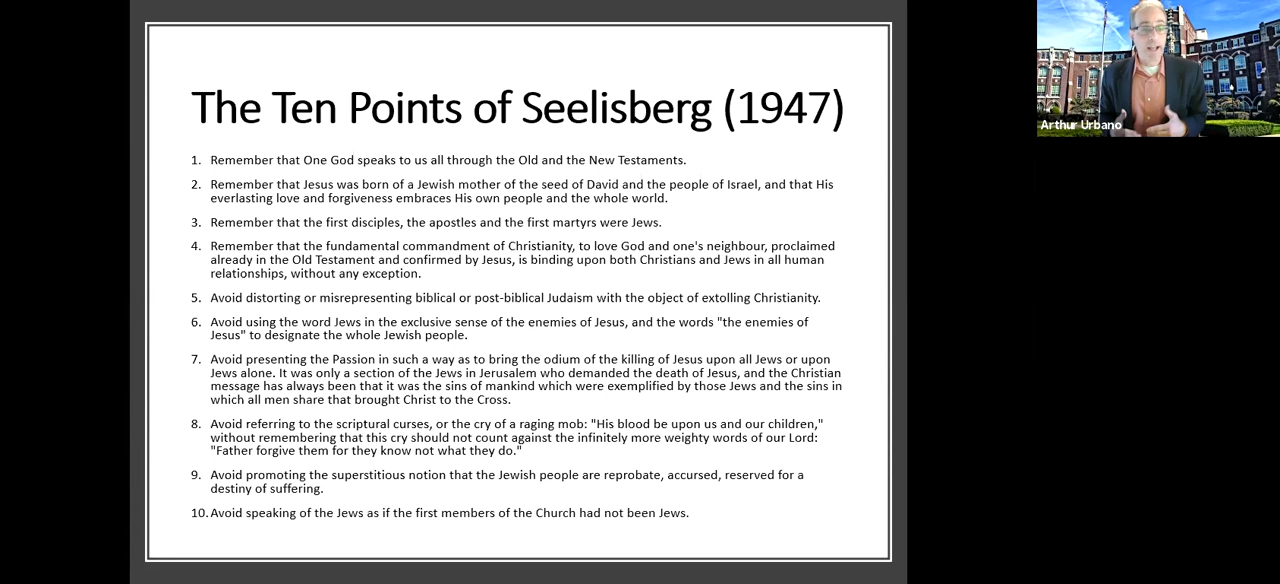 The Ten Points of Seelisberg (1947)
1. Remember that One God speaks to us all through the Old and the New Testaments.
2. Remember that Jesus was born of a Jewish mother of the seed of David and the people of Israel, and that His
everlasting love and forgiveness embraces His own people and the whole world.
3. Remember that the first disciples, the apostles and the first martyrs were Jews.
4. Remember that the fundamental commandment of Christianity, to love God and one's neighbour, proclaimed
already in the Old Testament and confirmed by Jesus, is binding upon both Christians and Jews in all human
relationships, without any exception.
5. Avoid distorting or misrepresenting biblical or post-biblical Judaism with the object of extolling Christianity.
6. Avoid using the word Jews in the exclusive sense of the enemies of Jesus, and the words "the enemies of
Jesus" to designate the whole Jewish people.
7. Avoid presenting the Passion in such a way as to bring the odium of the killing of Jesus upon all Jews or upon
Jews alone. It was only a section of the Jews in Jerusalem who demanded the death of Jesus, and the Christian
message has always been that it was the sins of mankind which were exemplified by those Jews and the sins in
which all men share that brought Christ to the Cross.
8. Avoid referring to the scriptural curses, or the cry of a raging mob: "His blood be upon us and our children,"
without remembering that this cry should not count against the infinitely more weighty words of our Lord:
"Father forgive them for they know not what they do."
9. Avoid promoting the superstitious notion that the Jewish people are reprobate, accursed, reserved for a
destiny of suffering.
10. Avoid speaking of the Jews as if the first members of the Church had not been Jews.
Arthur Urbano